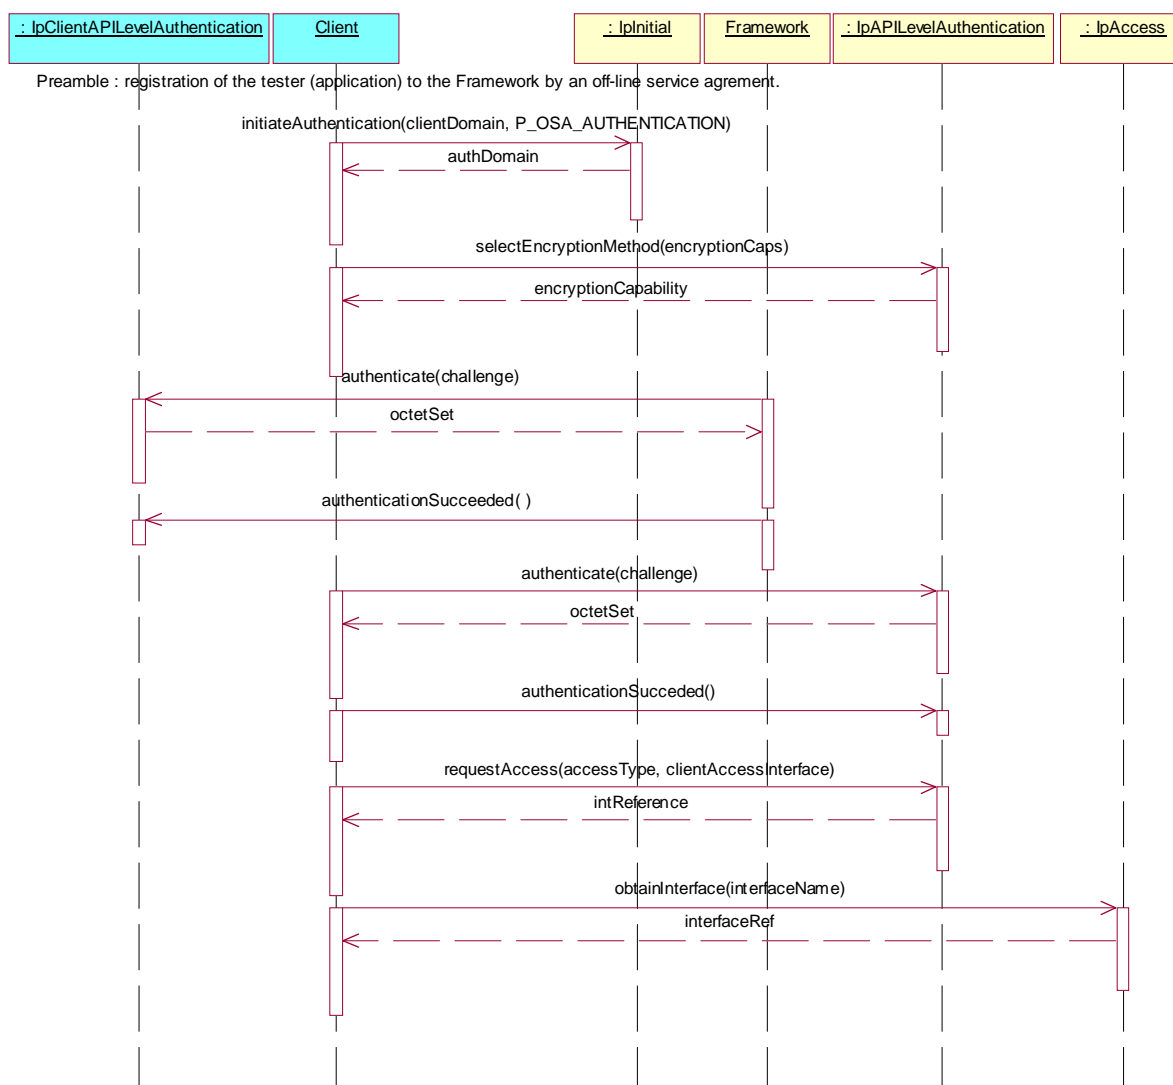 : IpClientAPILevelAuthentication
Client
: IpInitial
Framework
: IpAPILevelAuthentication
: IpAccess
Preamble : registration of the tester (application) to the Framework by an off-line service agrement.
initiateAuthentication(clientDomain, P_OSA_AUTHENTICATION)
authDomain
selectEncryptionMethod(encryptionCaps)
encryptionCapability
authenticate(challenge)
octetSet
authenticationSucceeded( )
authenticate(challenge)
octetSet
authenticationSucceded()
requestAccess(accessType, clientAccessInterface)
intReference
obtainInterface(interfaceName)
interfaceRef